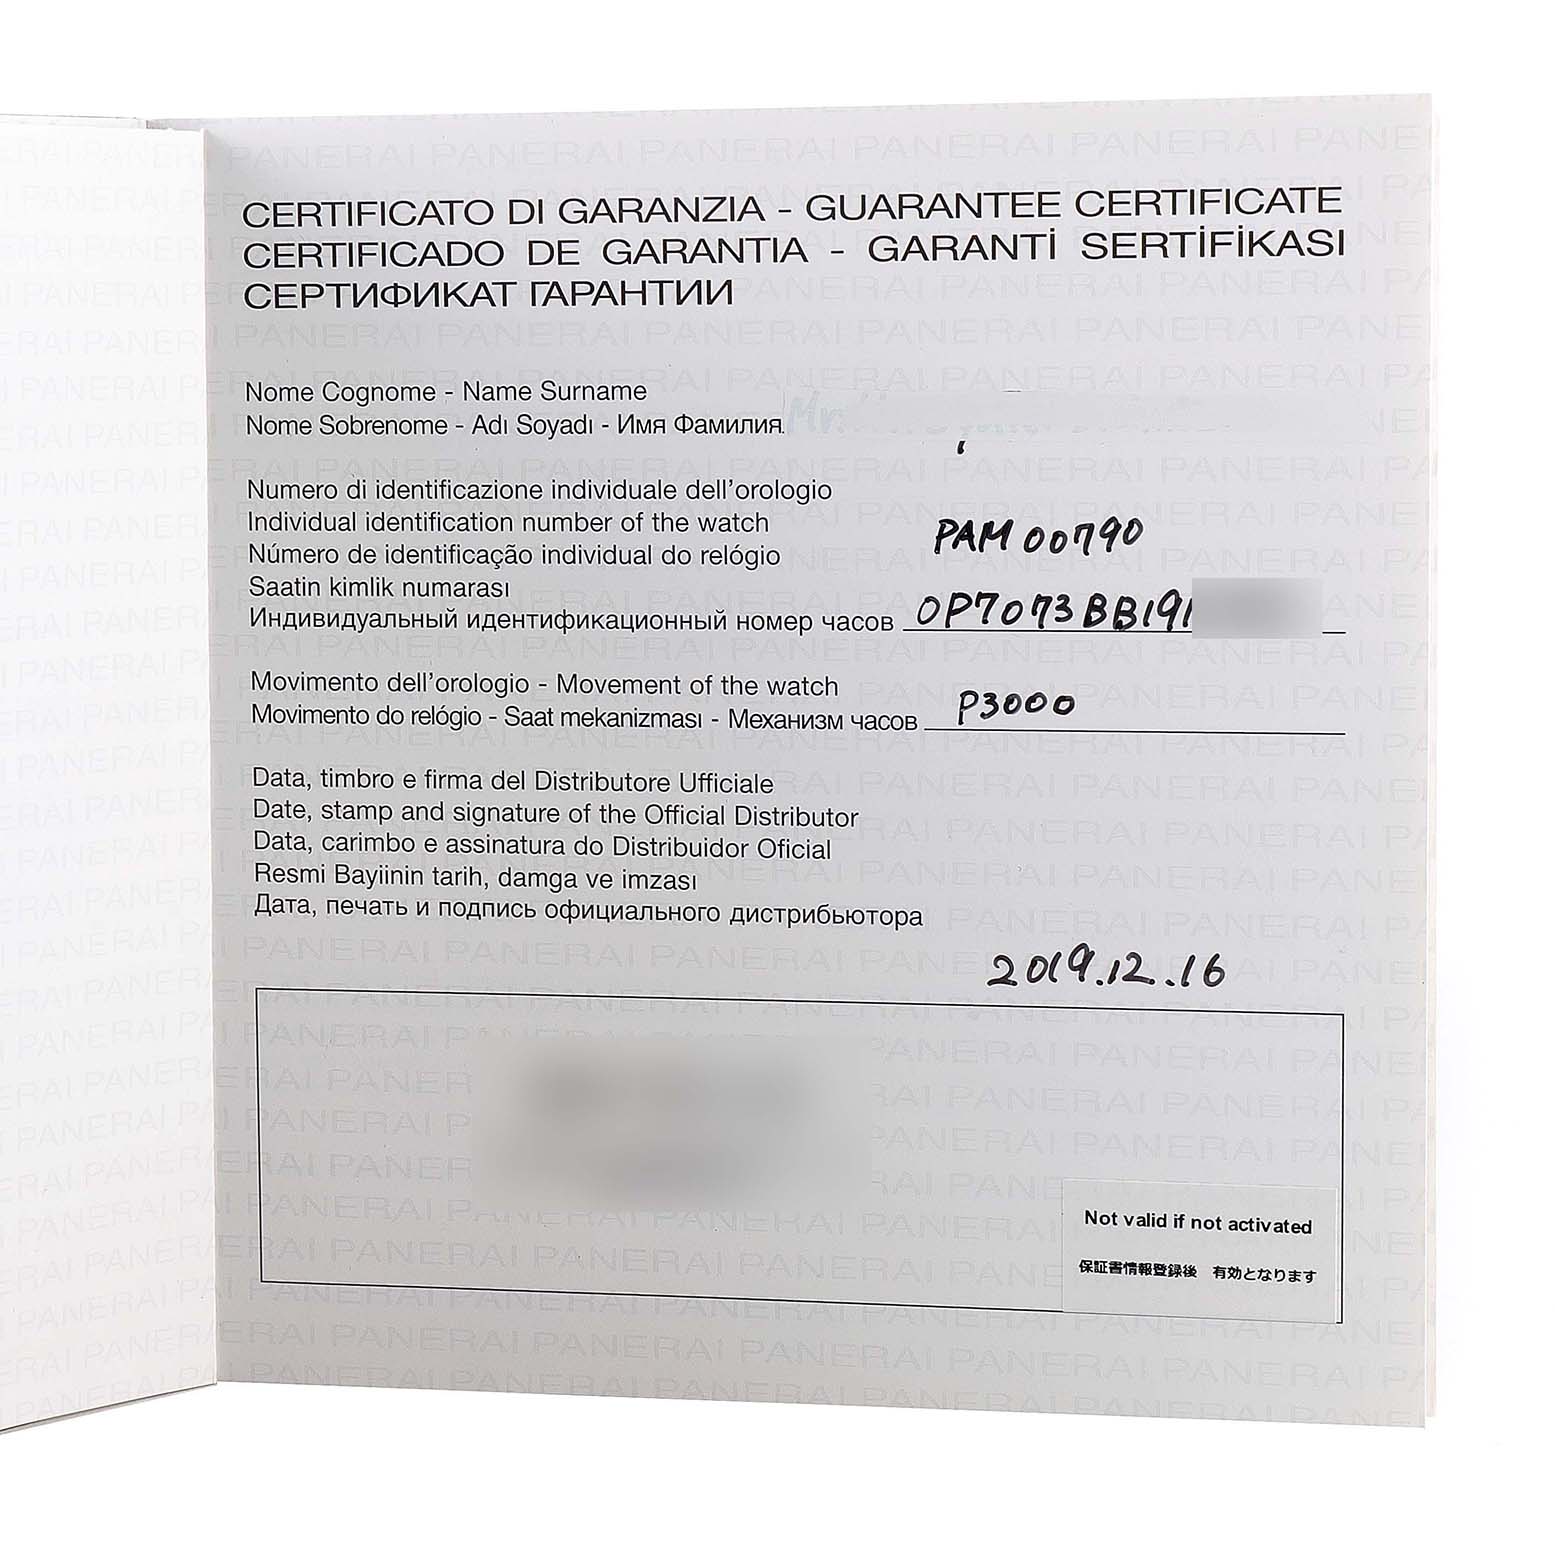 CERTIFICATO DI GARANZIA - GUARANTEE CERTIFICATE
CERTIFICADO DE GARANTIA - GARANTİ SERTİFİKASI
СЕРТИФИКАТ ГАРАНТИИ
Nome Cognome - Name Surname
Nome Sobrenome - Adı Soyadı - Имя Фамилия Mr.
Numero di identificazione individuale dell'orologio
Individual identification number of the watch
PAM 00790
Número de identificação individual do relógio
Saatin kimlik numarası
Индивидуальный идентификационный номер часов OP7073BB191
Movimento dell'orologio - Movement of the watch
Movimento do relógio - Saat mekanizması - Механизм часов P3000
Data, timbro e firma del Distributore Ufficiale
Date, stamp and signature of the Official Distributor
Data, carimbo e assinatura do Distribuidor Oficial
Resmi Bayiinin tarih, damga ve imzası
Дата, печать и подпись официального дистрибьютора
2019.12.16
Not valid if not activated
保証書情報登録後 有効となります